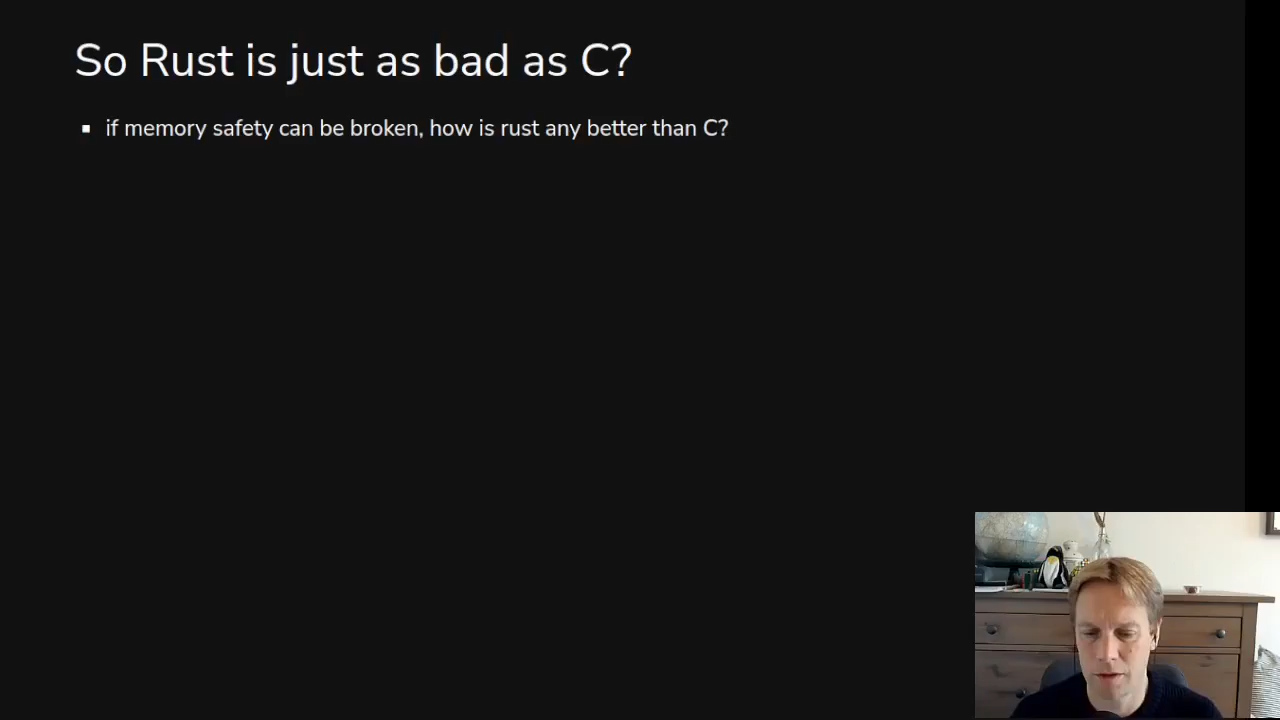 So Rust is just as bad as C?
▪ if memory safety can be broken, how is rust any better than C?